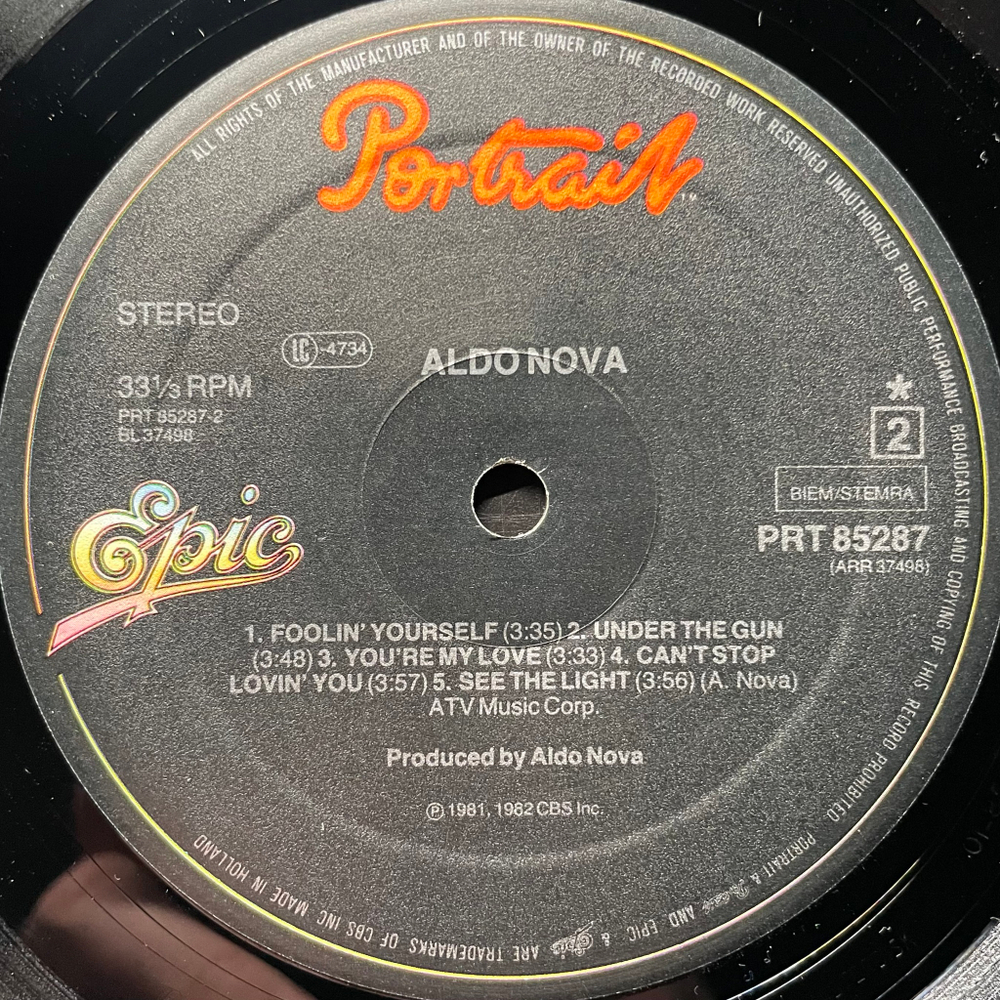 ALL RIGHTS OF THE MANUFACTURER AND OF THE OWNER OF THE RECORDED WORK RESERVED UNAUTHORIZED PUBLIC PERFORMANCE BROADCASTING AND COPYING OF THIS RECORD PROHIBITED
Portrait™
STEREO
LC-4734
ALDO NOVA
33⅓ RPM
PRT 85287-2
BL 37498
*
2
BIEM/STEMRA
PRT 85287
(ARR 37498)
Epic
1. FOOLIN' YOURSELF (3:35) 2. UNDER THE GUN
(3:48) 3. YOU'RE MY LOVE (3:33) 4. CAN'T STOP
LOVIN' YOU (3:57) 5. SEE THE LIGHT (3:56) (A. Nova)
ATV Music Corp.
Produced by Aldo Nova
℗ 1981, 1982 CBS Inc.
PORTRAIT & Portrait AND EPIC & Epic ARE TRADEMARKS OF CBS INC MADE IN HOLLAND